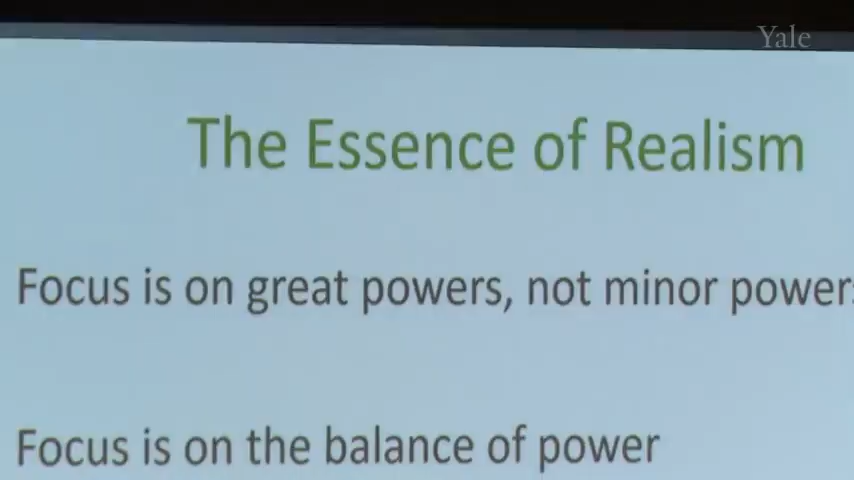 Yale
The Essence of Realism
Focus is on great powers, not minor powers
Focus is on the balance of power